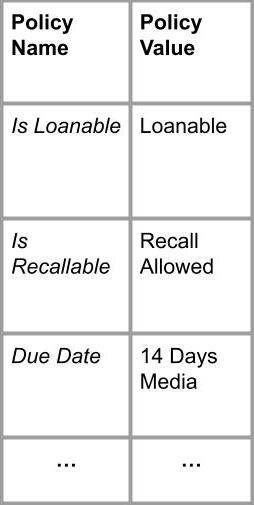 Policy Name
Policy Value
Is Loanable
Loanable
Is Recallable
Recall Allowed
Due Date
14 Days Media
...
...